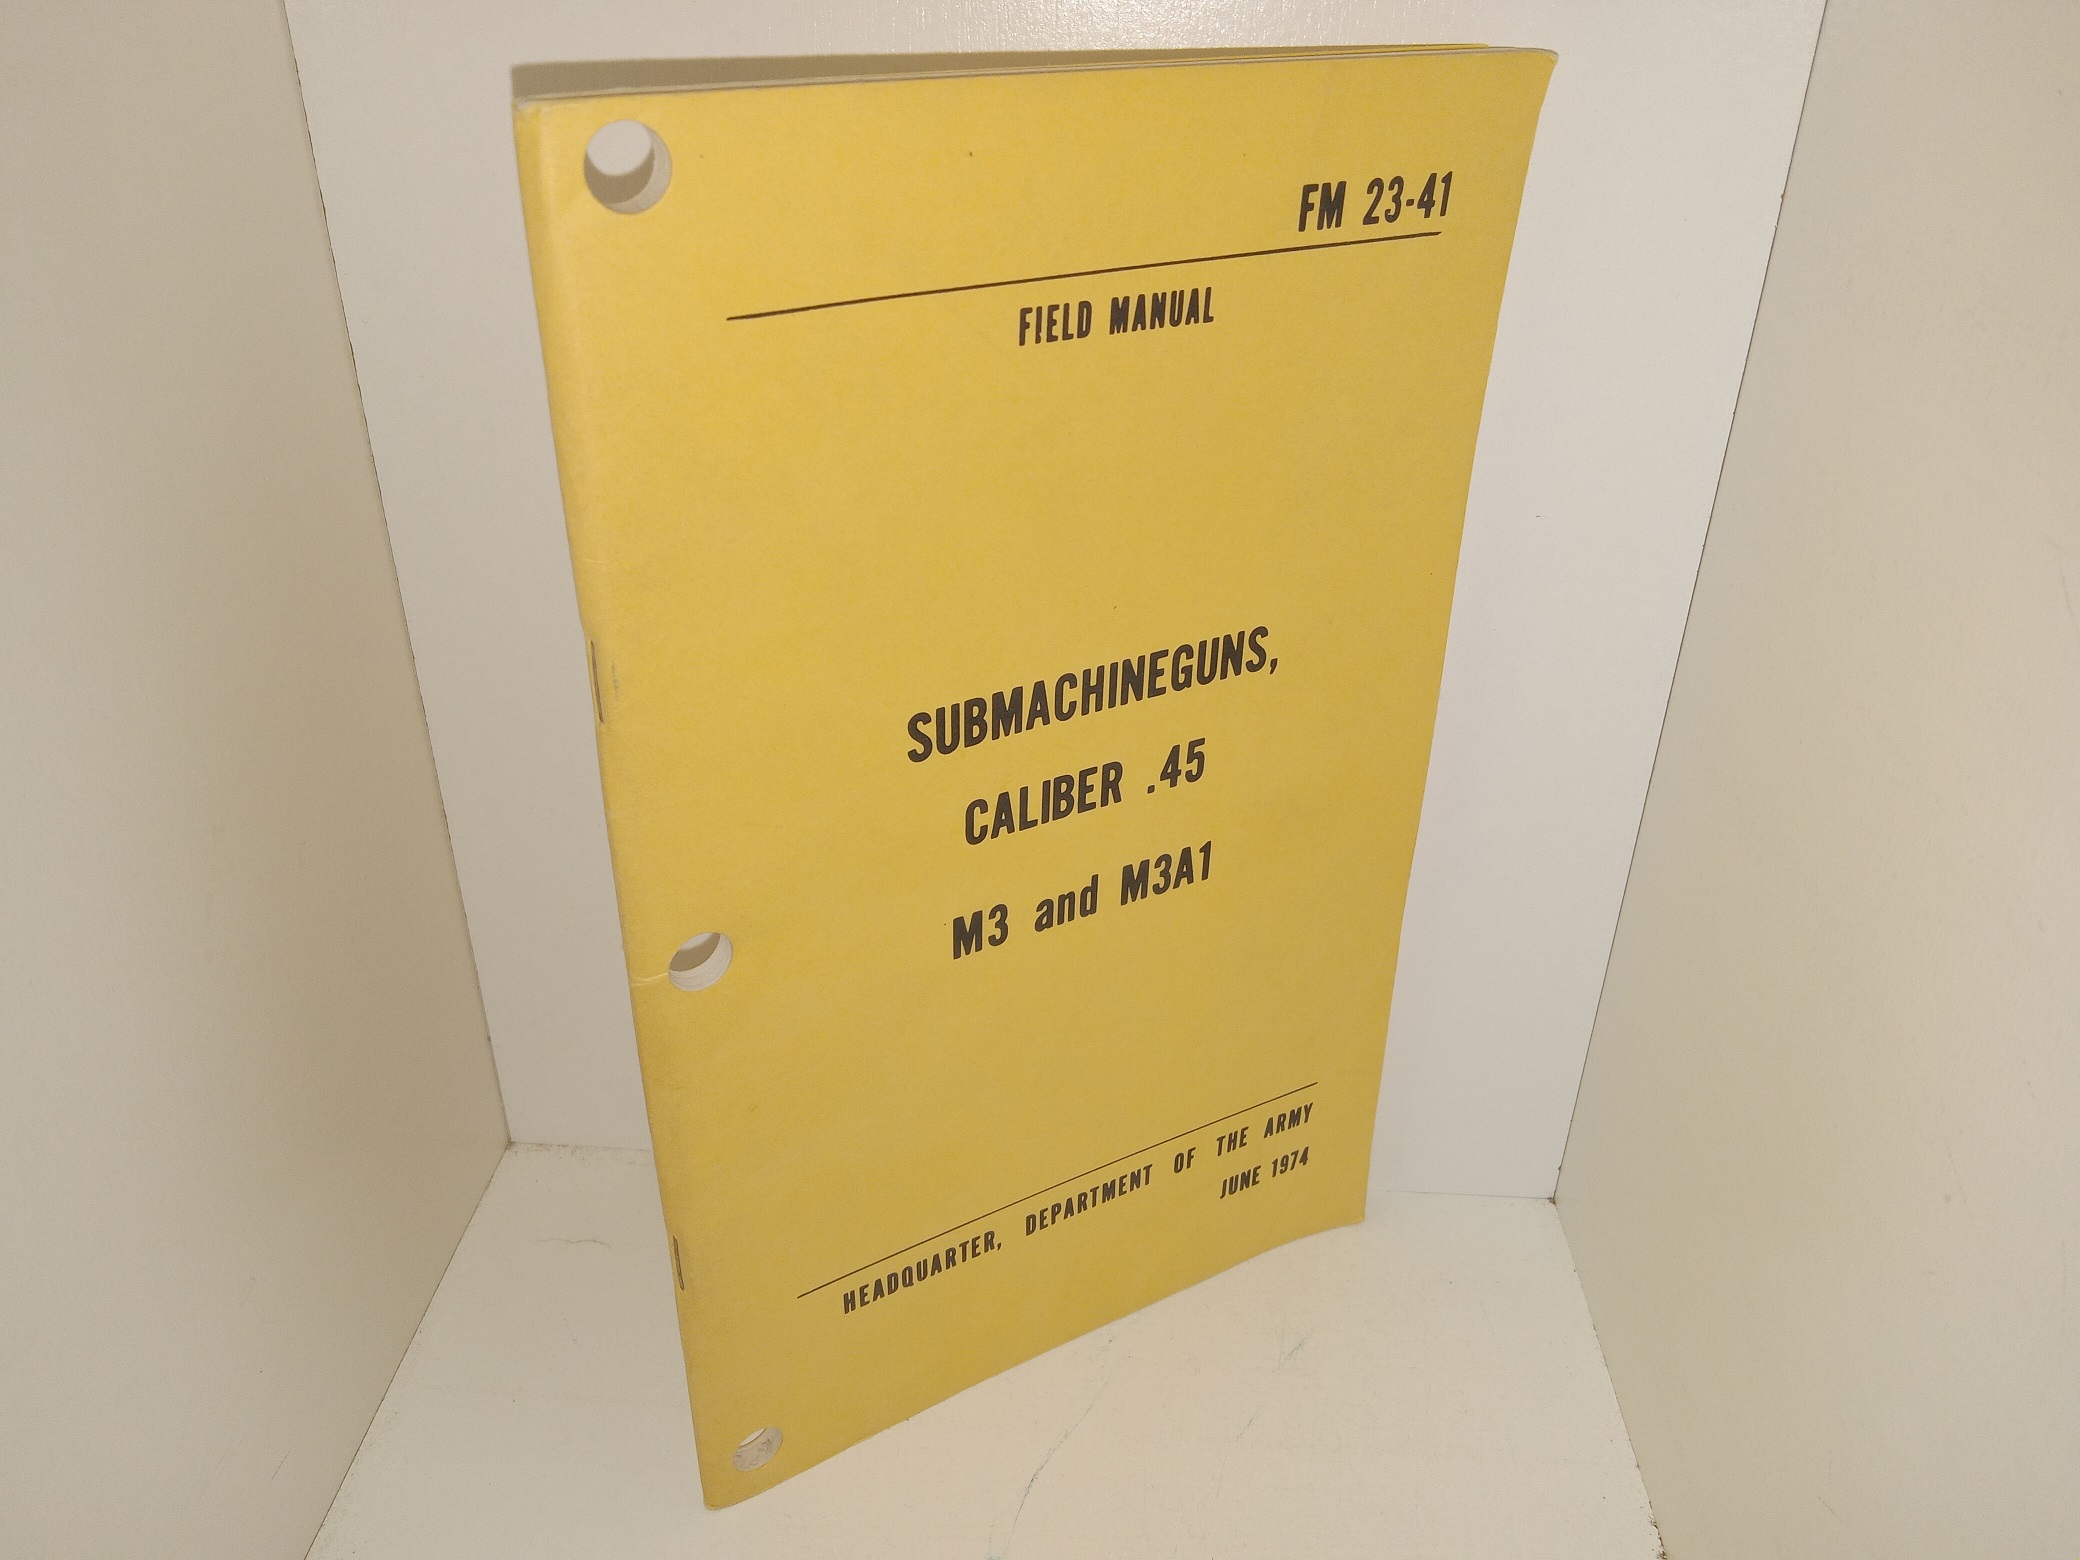 FM 23-41
FIELD MANUAL
SUBMACHINEGUNS,
CALIBER .45
M3 and M3A1
HEADQUARTER, DEPARTMENT OF THE ARMY
JUNE 1974